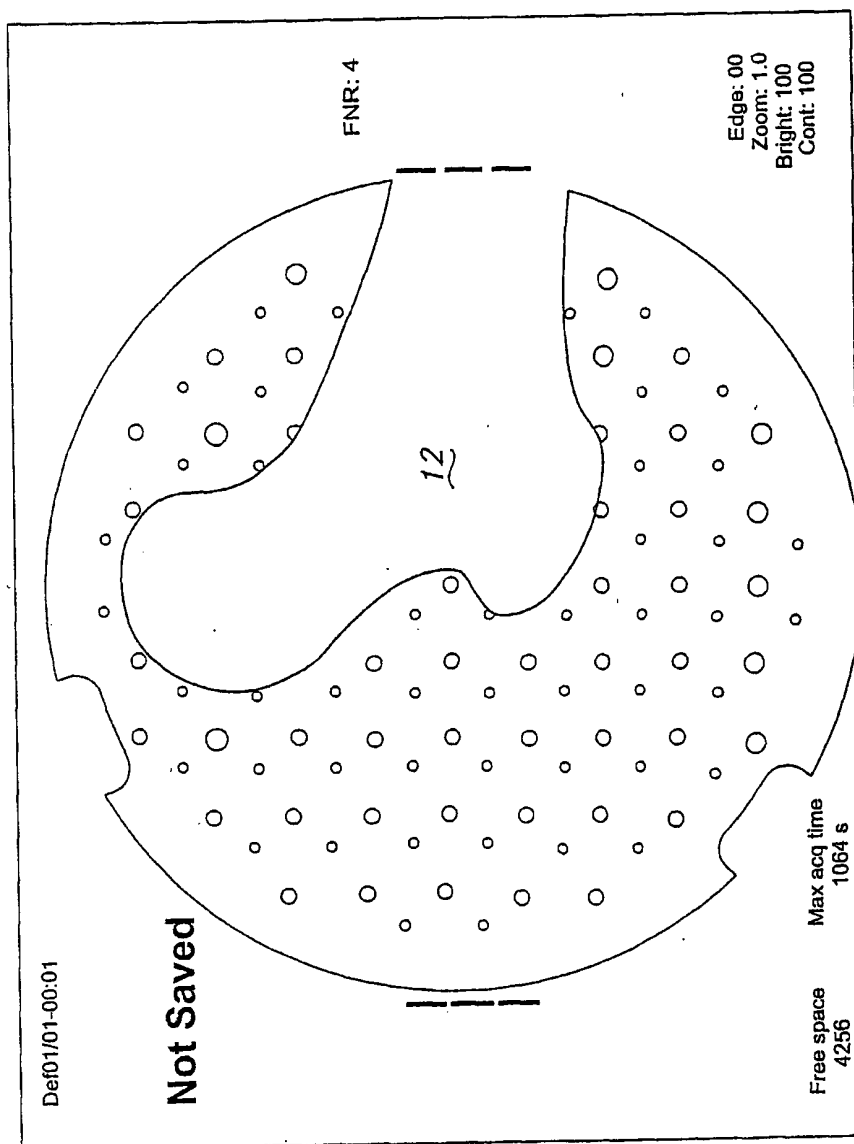 Def01/01-00:01
Not Saved
FNR: 4
12
Free space
4256
Max acq time
1064 s
Edge: 00
Zoom: 1.0
Bright: 100
Cont: 100